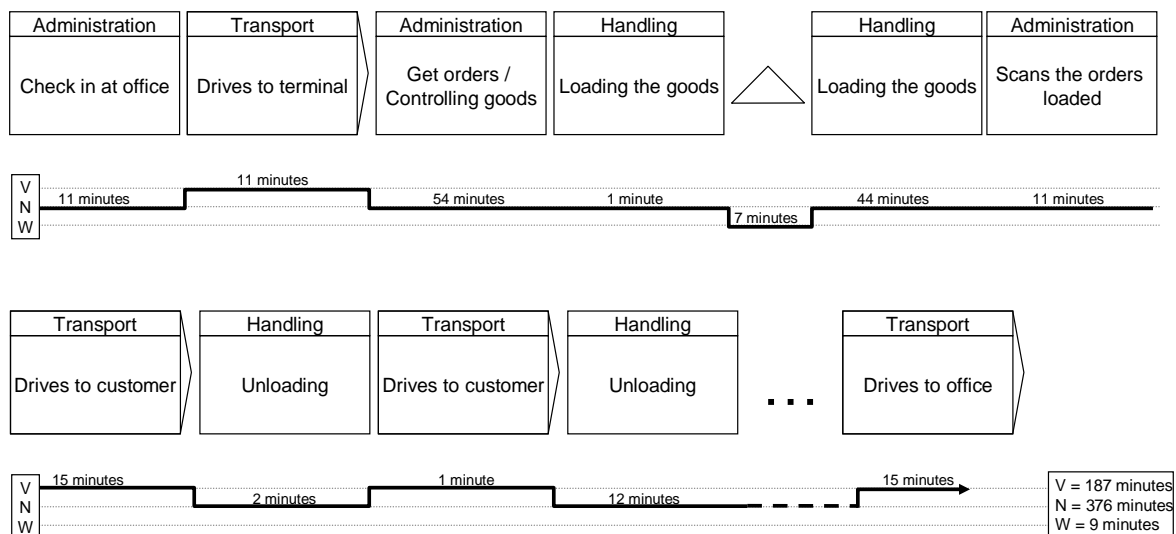 Administration
Transport
Administration
Handling
Handling
Administration
Check in at office
Drives to terminal
Get orders /
Controlling goods
Loading the goods
Loading the goods
Scans the orders
loaded
V
N
W
11 minutes
11 minutes
54 minutes
1 minute
7 minutes
44 minutes
11 minutes
Transport
Handling
Transport
Handling
Transport
Drives to customer
Unloading
Drives to customer
Unloading
...
Drives to office
V
N
W
15 minutes
2 minutes
1 minute
12 minutes
15 minutes
V = 187 minutes
N = 376 minutes
W = 9 minutes